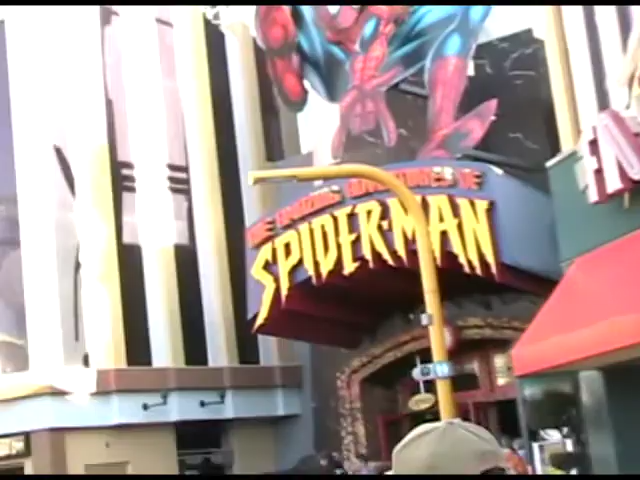 THE AMAZING ADVENTURES OF
SPIDER-MAN